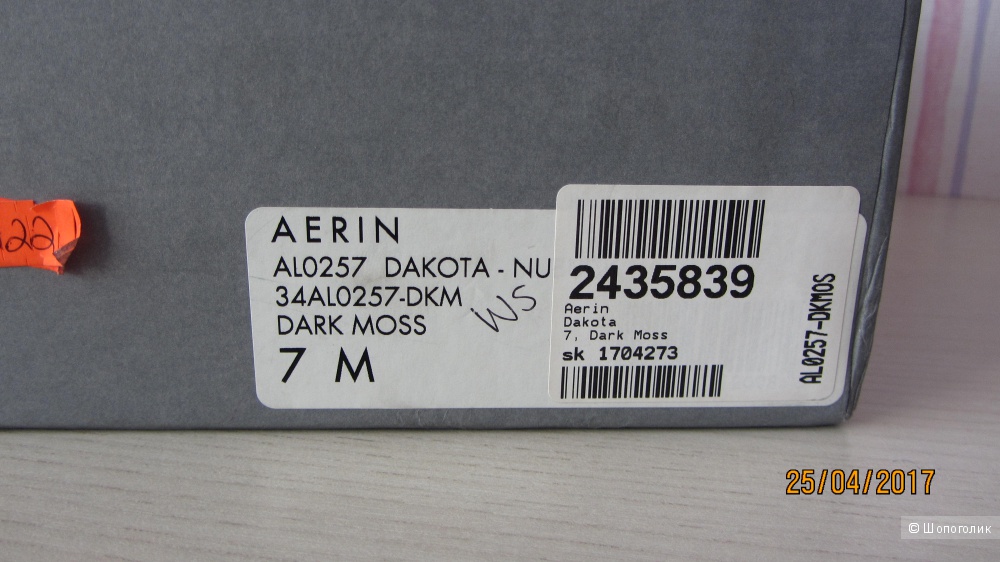 122
AERIN
AL0257 DAKOTA - NU
34AL0257-DKM
DARK MOSS
7 M
WS
2435839
Aerin
Dakota
7, Dark Moss
sk 1704273
AL0257-DKMOS
25/04/2017
© Шопоголик